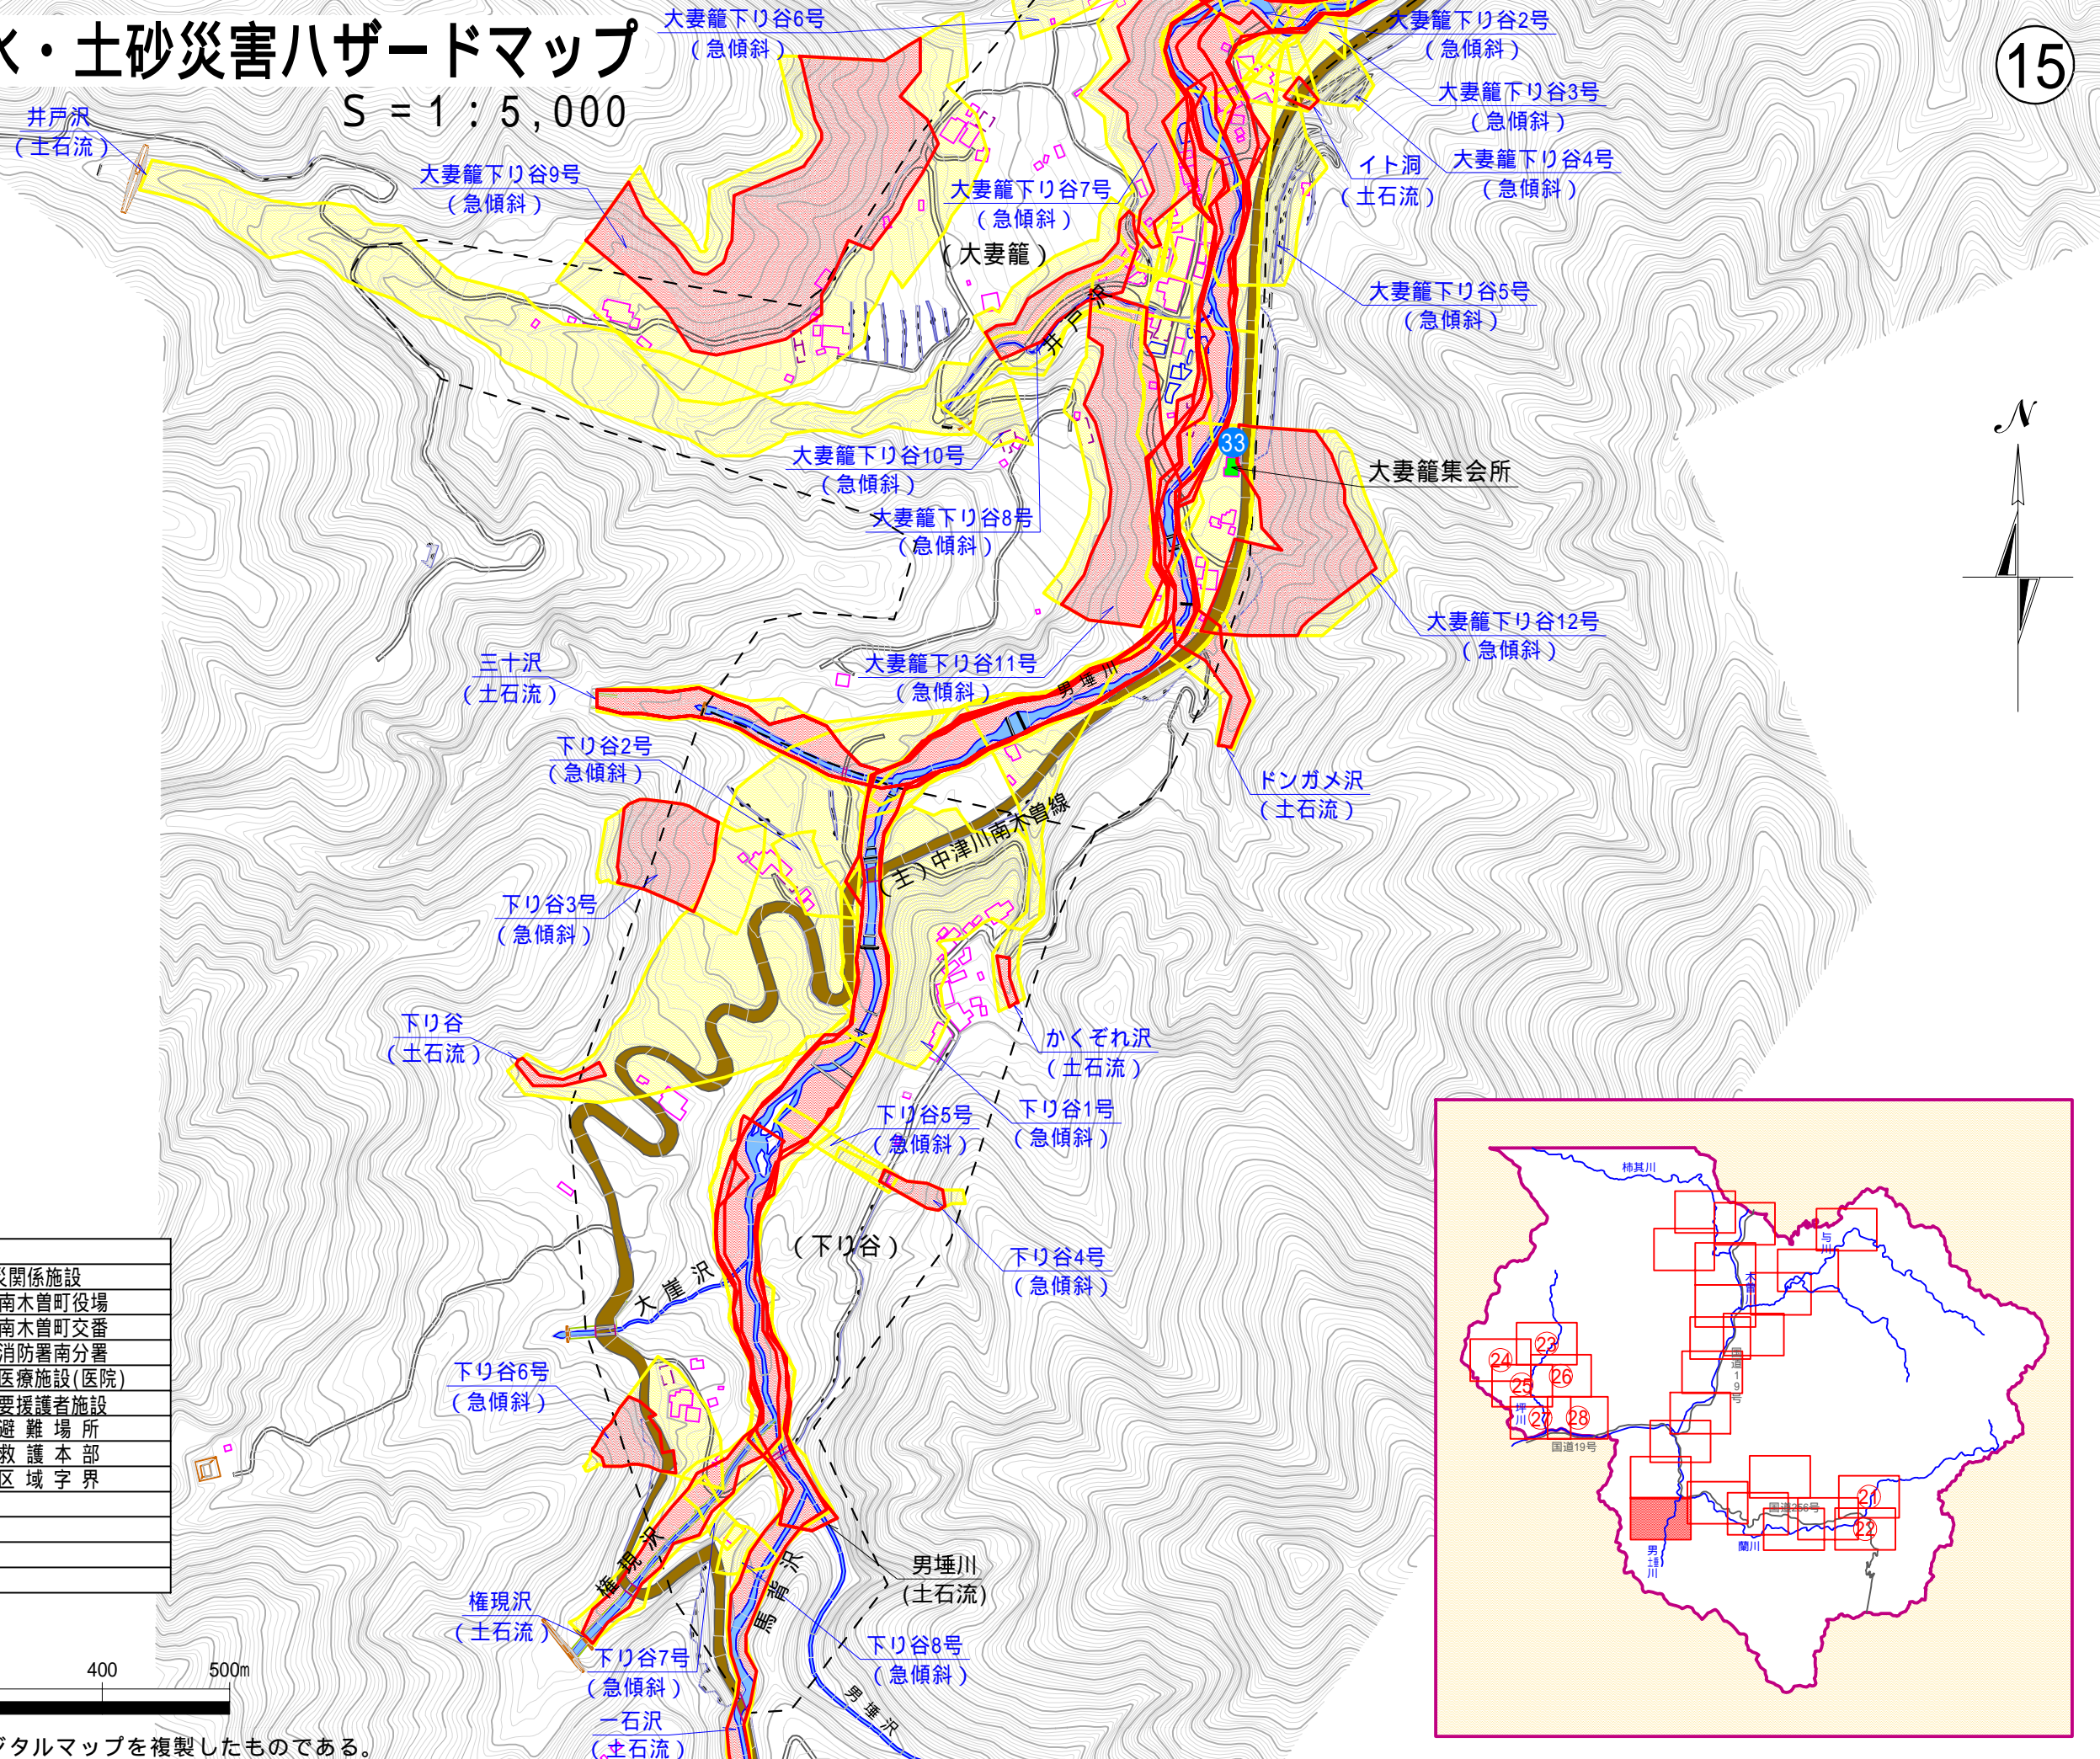 水・土砂災害ハザードマップ
S = 1 : 5,000
15
井戸沢
(土石流)
大妻籠下り谷6号
(急傾斜)
大妻籠下り谷2号
(急傾斜)
大妻籠下り谷3号
(急傾斜)
大妻籠下り谷4号
(急傾斜)
イト洞
(土石流)
大妻籠下り谷9号
(急傾斜)
大妻籠下り谷7号
(急傾斜)
(大妻籠)
井戸沢
大妻籠下り谷5号
(急傾斜)
33
大妻籠集会所
大妻籠下り谷10号
(急傾斜)
大妻籠下り谷8号
(急傾斜)
N
大妻籠下り谷12号
(急傾斜)
大妻籠下り谷11号
(急傾斜)
男埵川
三十沢
(土石流)
下り谷2号
(急傾斜)
ドンガメ沢
(土石流)
(主)中津川南木曽線
下り谷3号
(急傾斜)
下り谷
(土石流)
かくぞれ沢
(土石流)
下り谷1号
(急傾斜)
下り谷5号
(急傾斜)
(下り谷)
下り谷4号
(急傾斜)
大崖沢
下り谷6号
(急傾斜)
権現沢
馬背沢
男埵川
(土石流)
権現沢
(土石流)
下り谷7号
(急傾斜)
下り谷8号
(急傾斜)
男埵沢
一石沢
(土石流)
災関係施設
南木曽町役場
南木曽町交番
消防署南分署
医療施設(医院)
要援護者施設
避難場所
救護本部
区域字界
400
500m
ジタルマップを複製したものである。
柿其川
与川
木曽川
国道19号
23
24
25
26
27
28
坪川
国道19号
国道256号
21
22
蘭川
男埵川